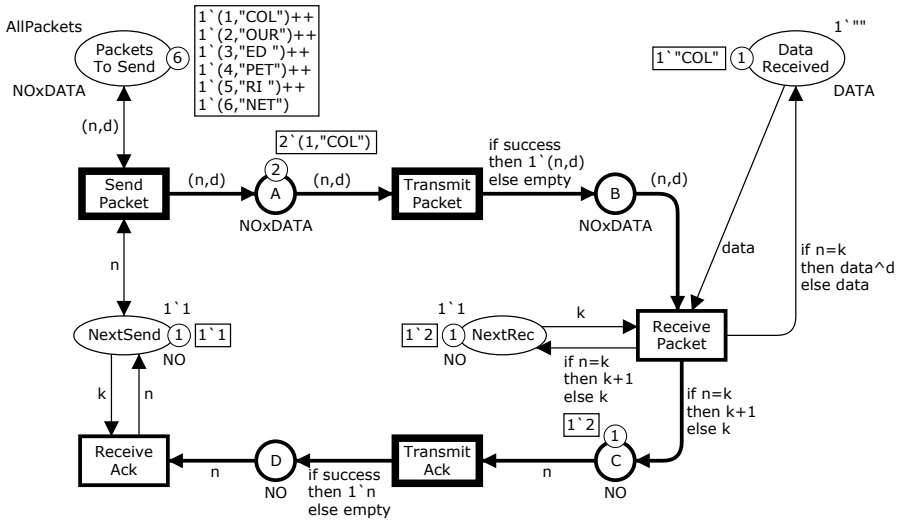 AllPackets
Packets
To Send
6
NOxDATA
1`(1,"COL")++
1`(2,"OUR")++
1`(3,"ED ")++
1`(4,"PET")++
1`(5,"RI ")++
1`(6,"NET")
1`""
1`"COL"
1
Data
Received
DATA
(n,d)
2`(1,"COL")
2
Send
Packet
(n,d)
A
NOxDATA
(n,d)
Transmit
Packet
if success
then 1`(n,d)
else empty
B
NOxDATA
(n,d)
n
data
if n=k
then data^d
else data
1`1
NextSend
1
1`1
NO
1`1
1`2
1
NextRec
NO
k
if n=k
then k+1
else k
Receive
Packet
k
n
if n=k
then k+1
else k
1`2
1
Receive
Ack
n
D
NO
if success
then 1`n
else empty
Transmit
Ack
n
C
NO